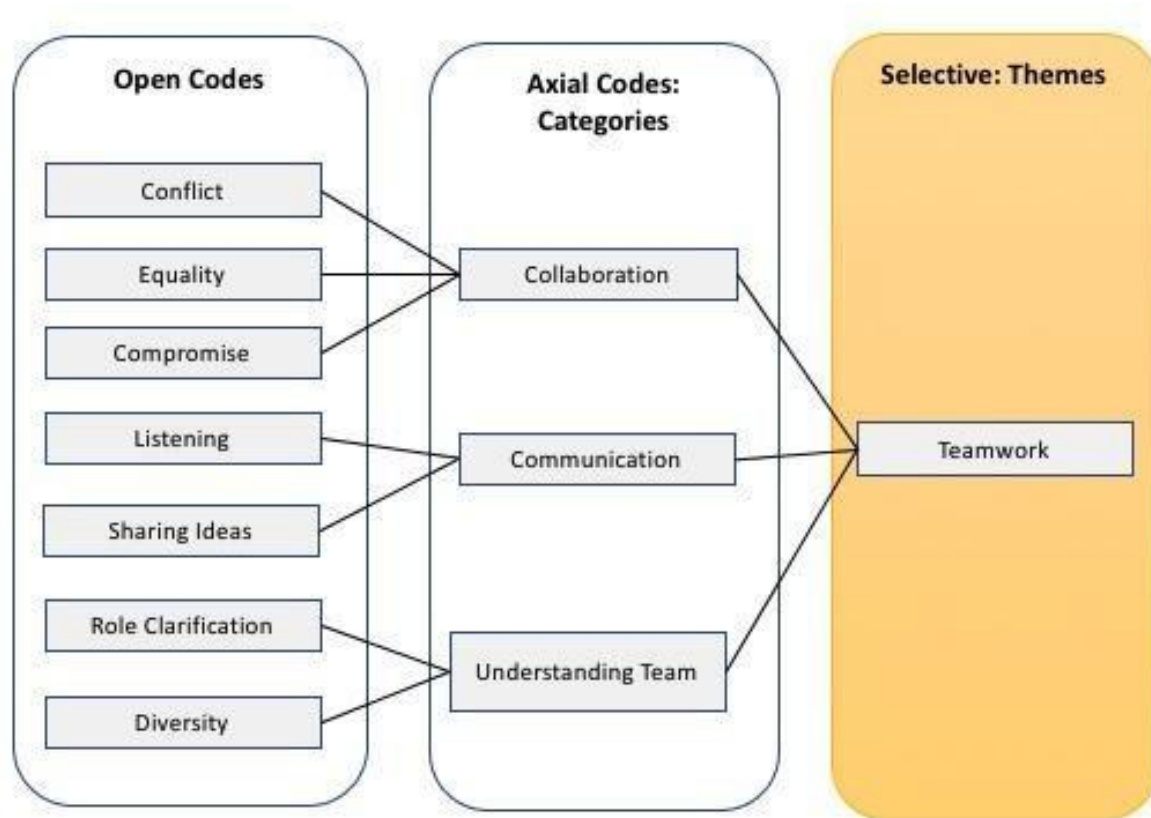 Open Codes
Conflict
Equality
Compromise
Listening
Sharing Ideas
Role Clarification
Diversity
Axial Codes:
Categories
Collaboration
Communication
Understanding Team
Selective: Themes
Teamwork